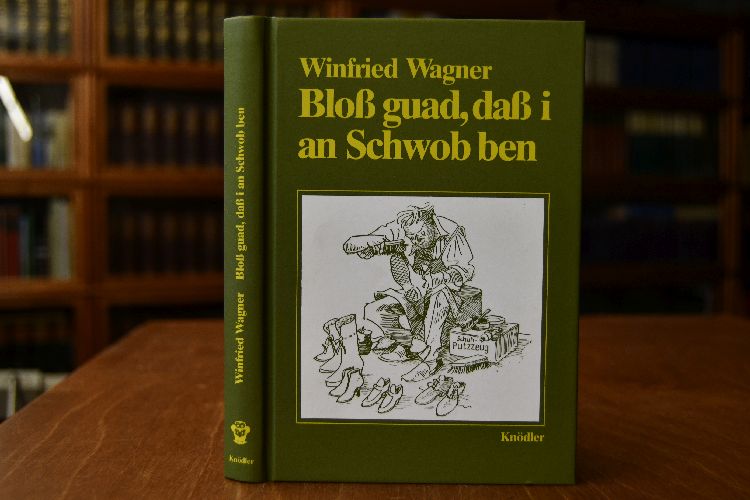 Winfried Wagner
Bloß guad, daß i
an Schwob ben
Schuh-
Putzzeug
Knödler
Winfried Wagner Bloß guad, daß i an Schwob ben
Knödler